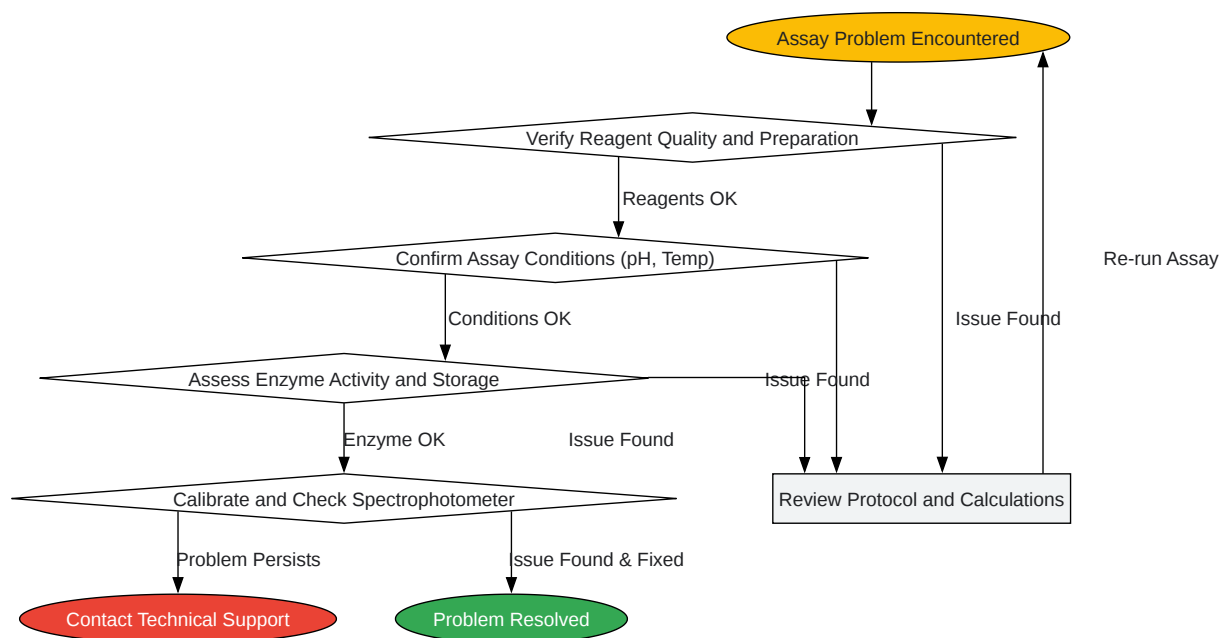 Assay Problem Encountered
Verify Reagent Quality and Preparation
Reagents OK
Confirm Assay Conditions (pH, Temp)
Re-run Assay
Conditions OK
Issue Found
Assess Enzyme Activity and Storage
Issue Found
Enzyme OK
Issue Found
Calibrate and Check Spectrophotometer
Review Protocol and Calculations
Problem Persists
Issue Found & Fixed
Contact Technical Support
Problem Resolved